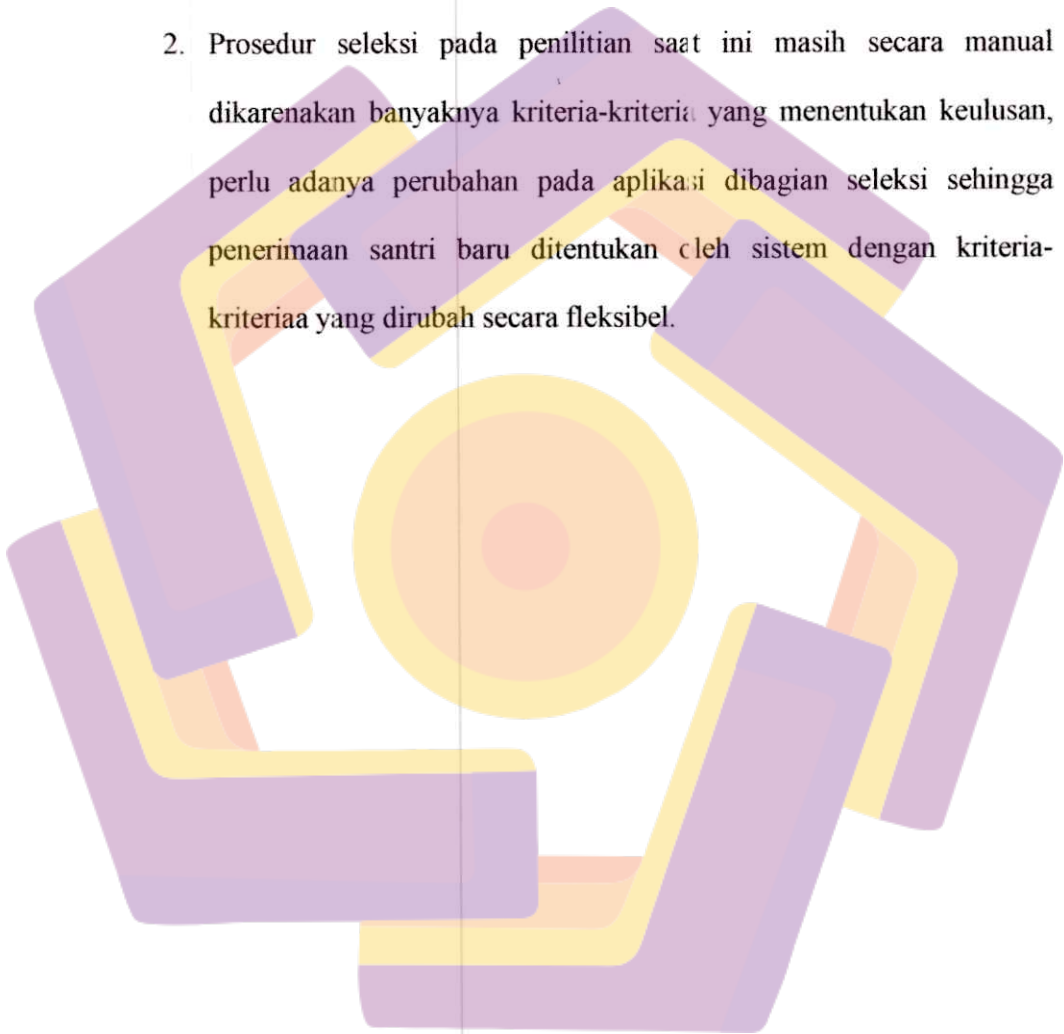 2. Prosedur seleksi pada penilitian saat ini masih secara manual
dikarenakan banyaknya kriteria-kriteria yang menentukan keulusan,
perlu adanya perubahan pada aplikasi dibagian seleksi sehingga
penerimaan santri baru ditentukan oleh sistem dengan kriteria-
kriteriaa yang dirubah secara fleksibel.